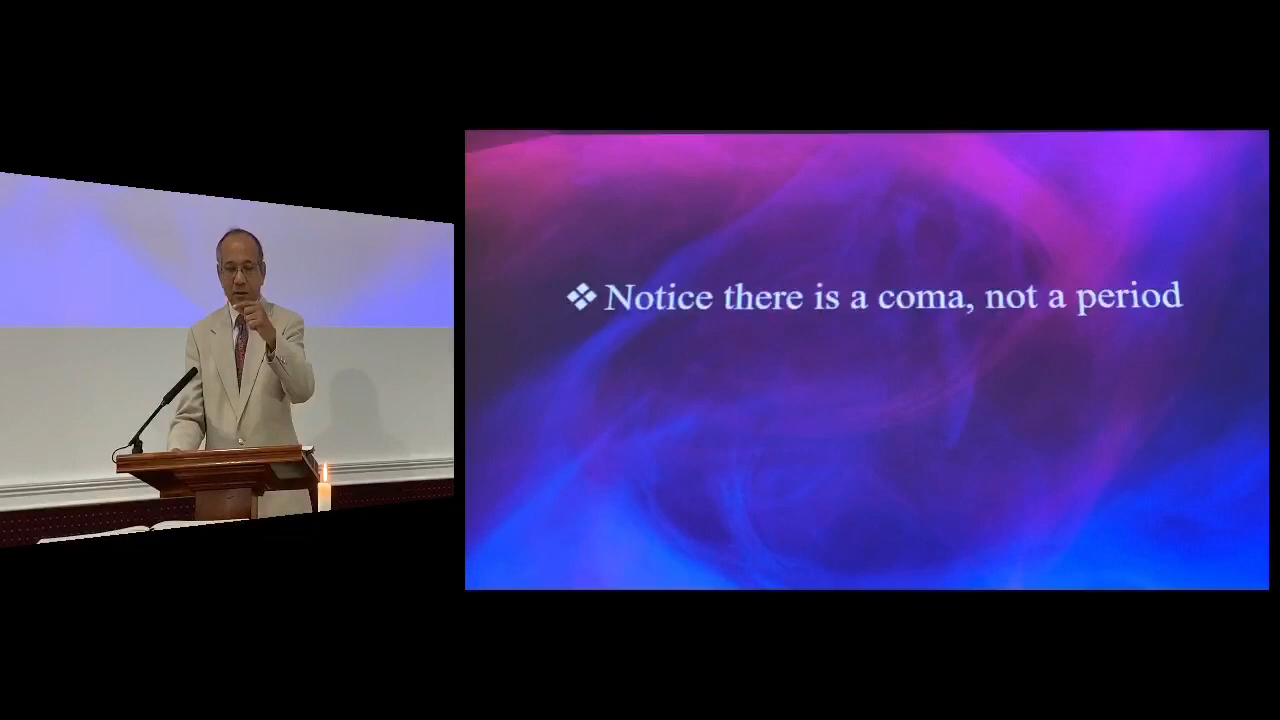 ❖ Notice there is a coma, not a period